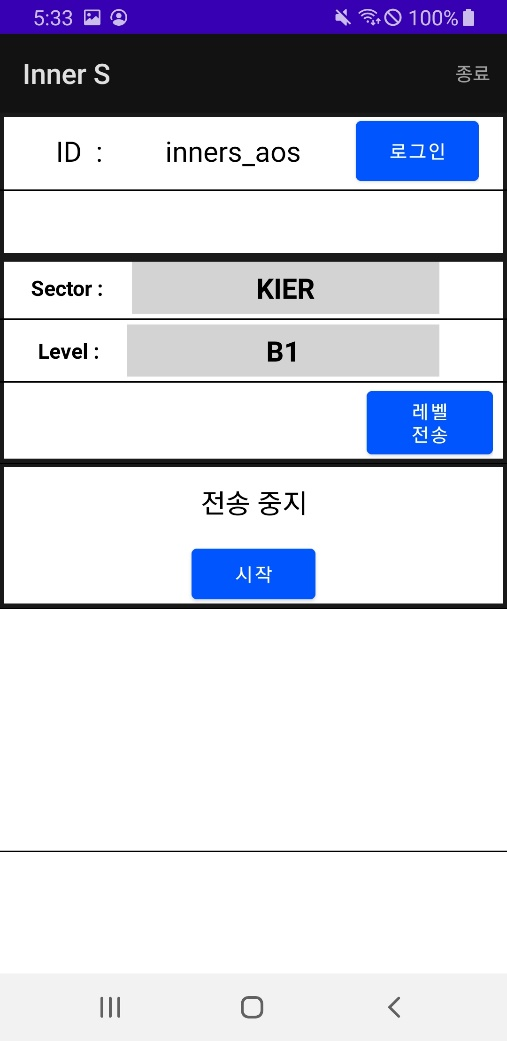 5:33 100%
Inner S 종료
ID : inners_aos 로그인
Sector : KIER
Level : B1
레벨
전송
전송 중지
시작